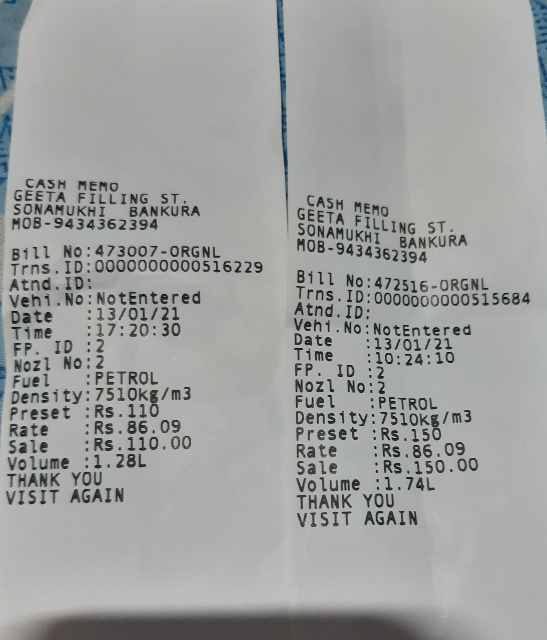 CASH MEMO
GEETA FILLING ST.
SONAMUKHI BANKURA
MOB-9434362394
Bill No:473007-ORGNL
Trns.ID:0000000000516229
Atnd.ID:
Vehi.No:NotEntered
Date :13/01/21
Time :17:20:30
FP. ID :2
Nozl No:2
Fuel :PETROL
Density:7510kg/m3
Preset :Rs.110
Rate :Rs.86.09
Sale :Rs.110.00
Volume :1.28L
THANK YOU
VISIT AGAIN
CASH MEMO
GEETA FILLING ST.
SONAMUKHI BANKURA
MOB-9434362394
Bill No:472516-ORGNL
Trns.ID:0000000000515684
Atnd.ID:
Vehi.No:NotEntered
Date :13/01/21
Time :10:24:10
FP. ID :2
Nozl No:2
Fuel :PETROL
Density:7510kg/m3
Preset :Rs.150
Rate :Rs.86.09
Sale :Rs.150.00
Volume :1.74L
THANK YOU
VISIT AGAIN